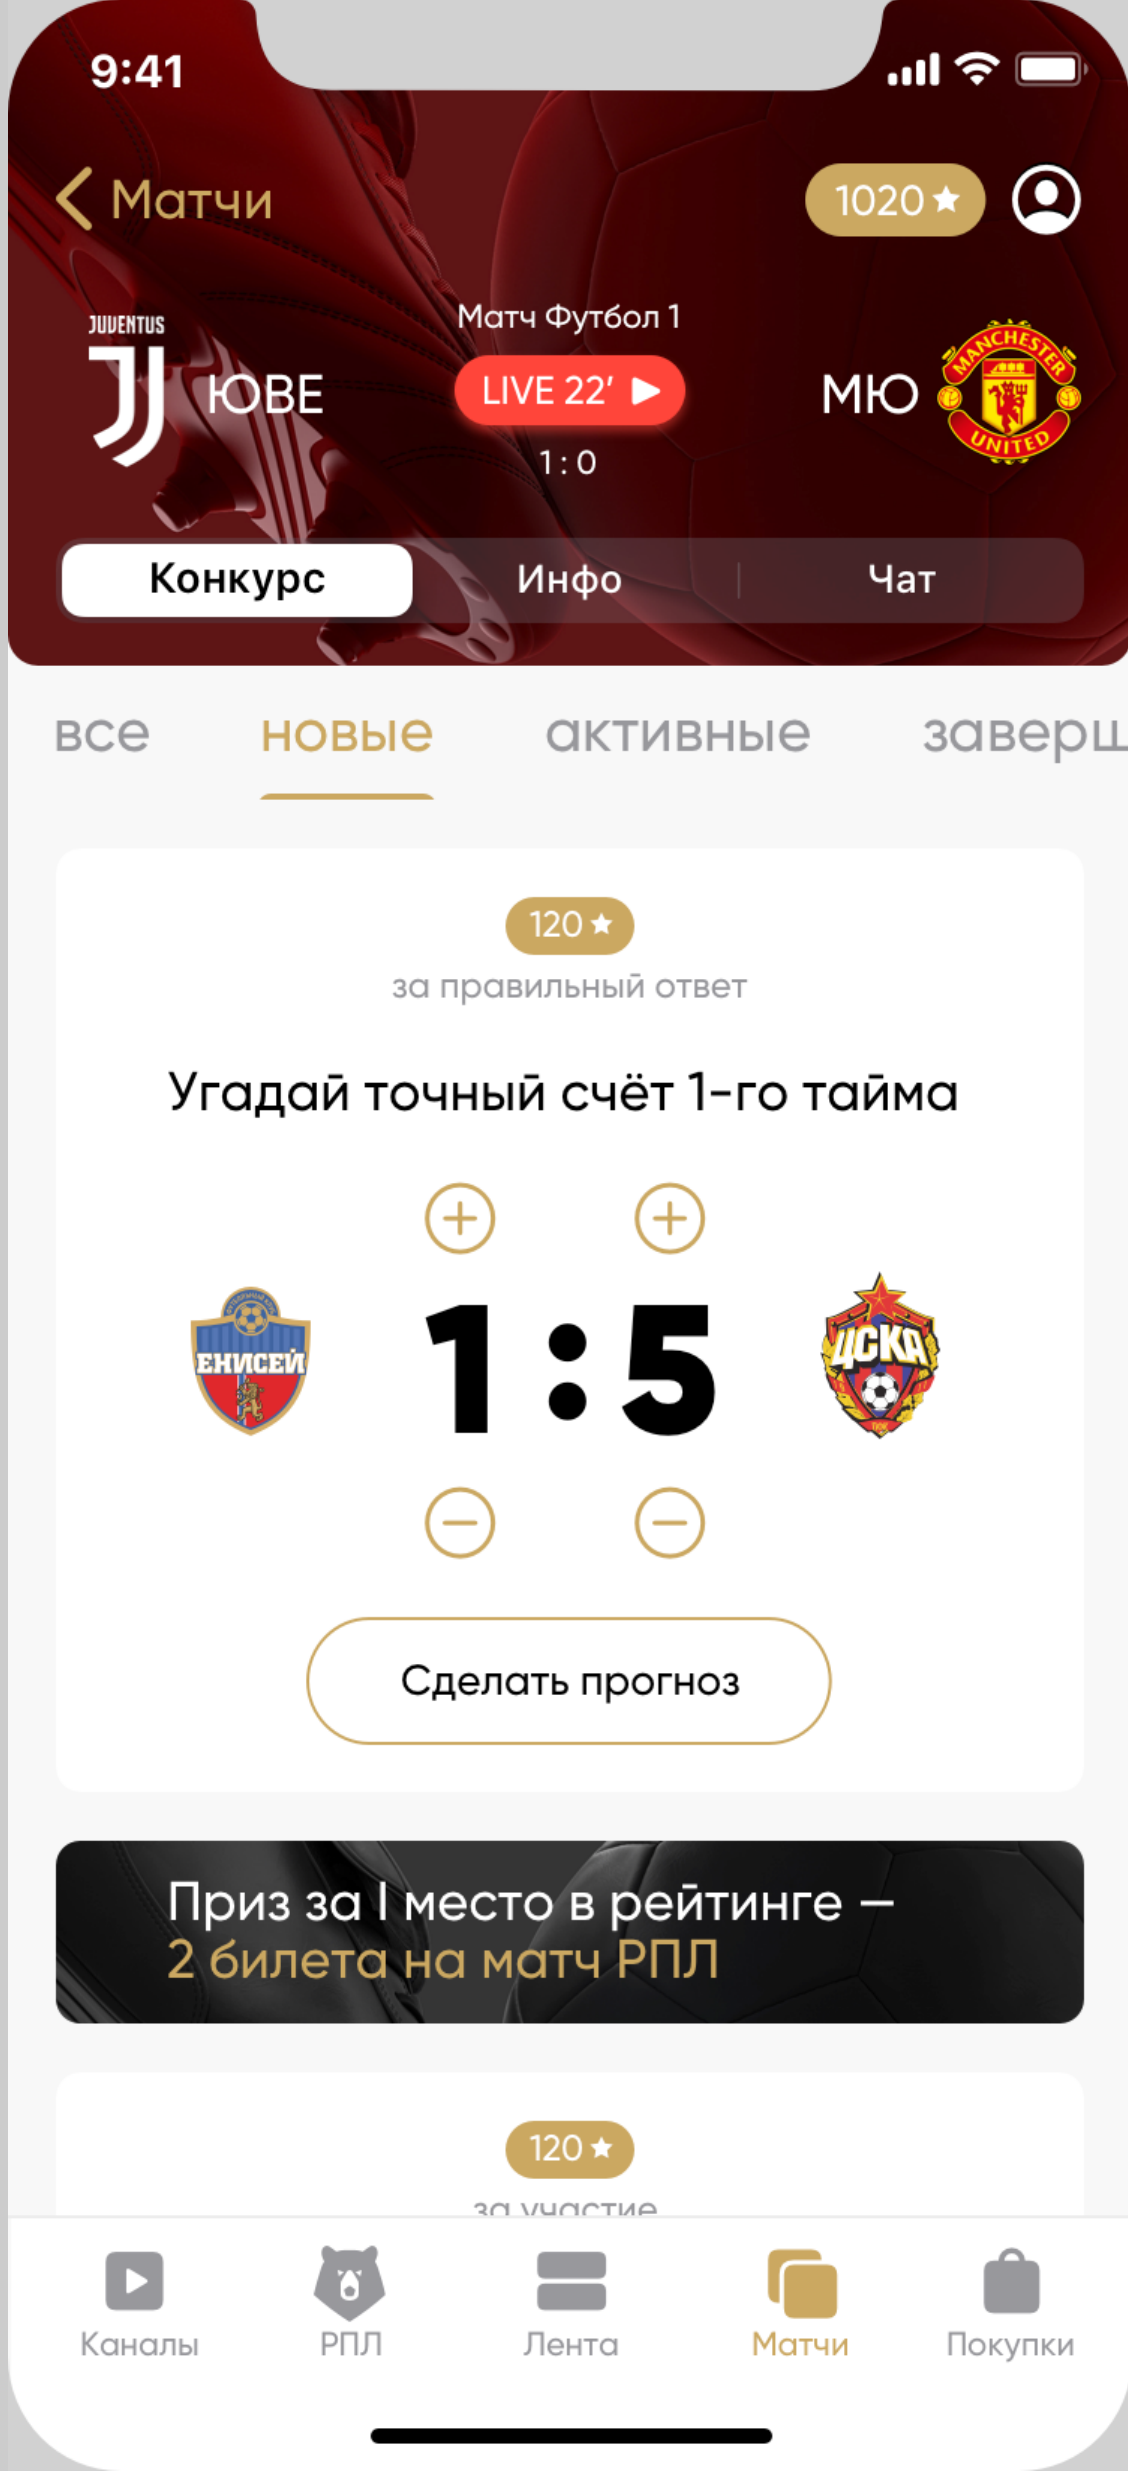 9:41
Матчи
1020
Матч Футбол 1
JUVENTUS
ЮВЕ
LIVE 22’
МЮ
MANCHESTER
UNITED
1 : 0
Конкурс
Инфо
Чат
все
новые
активные
заверш
120
за правильный ответ
Угадай точный счёт 1-го тайма
ЕНИСЕЙ
1 : 5
ЦСКА
Сделать прогноз
Приз за I место в рейтинге —
2 билета на матч РПЛ
120
за участие
Каналы
РПЛ
Лента
Матчи
Покупки